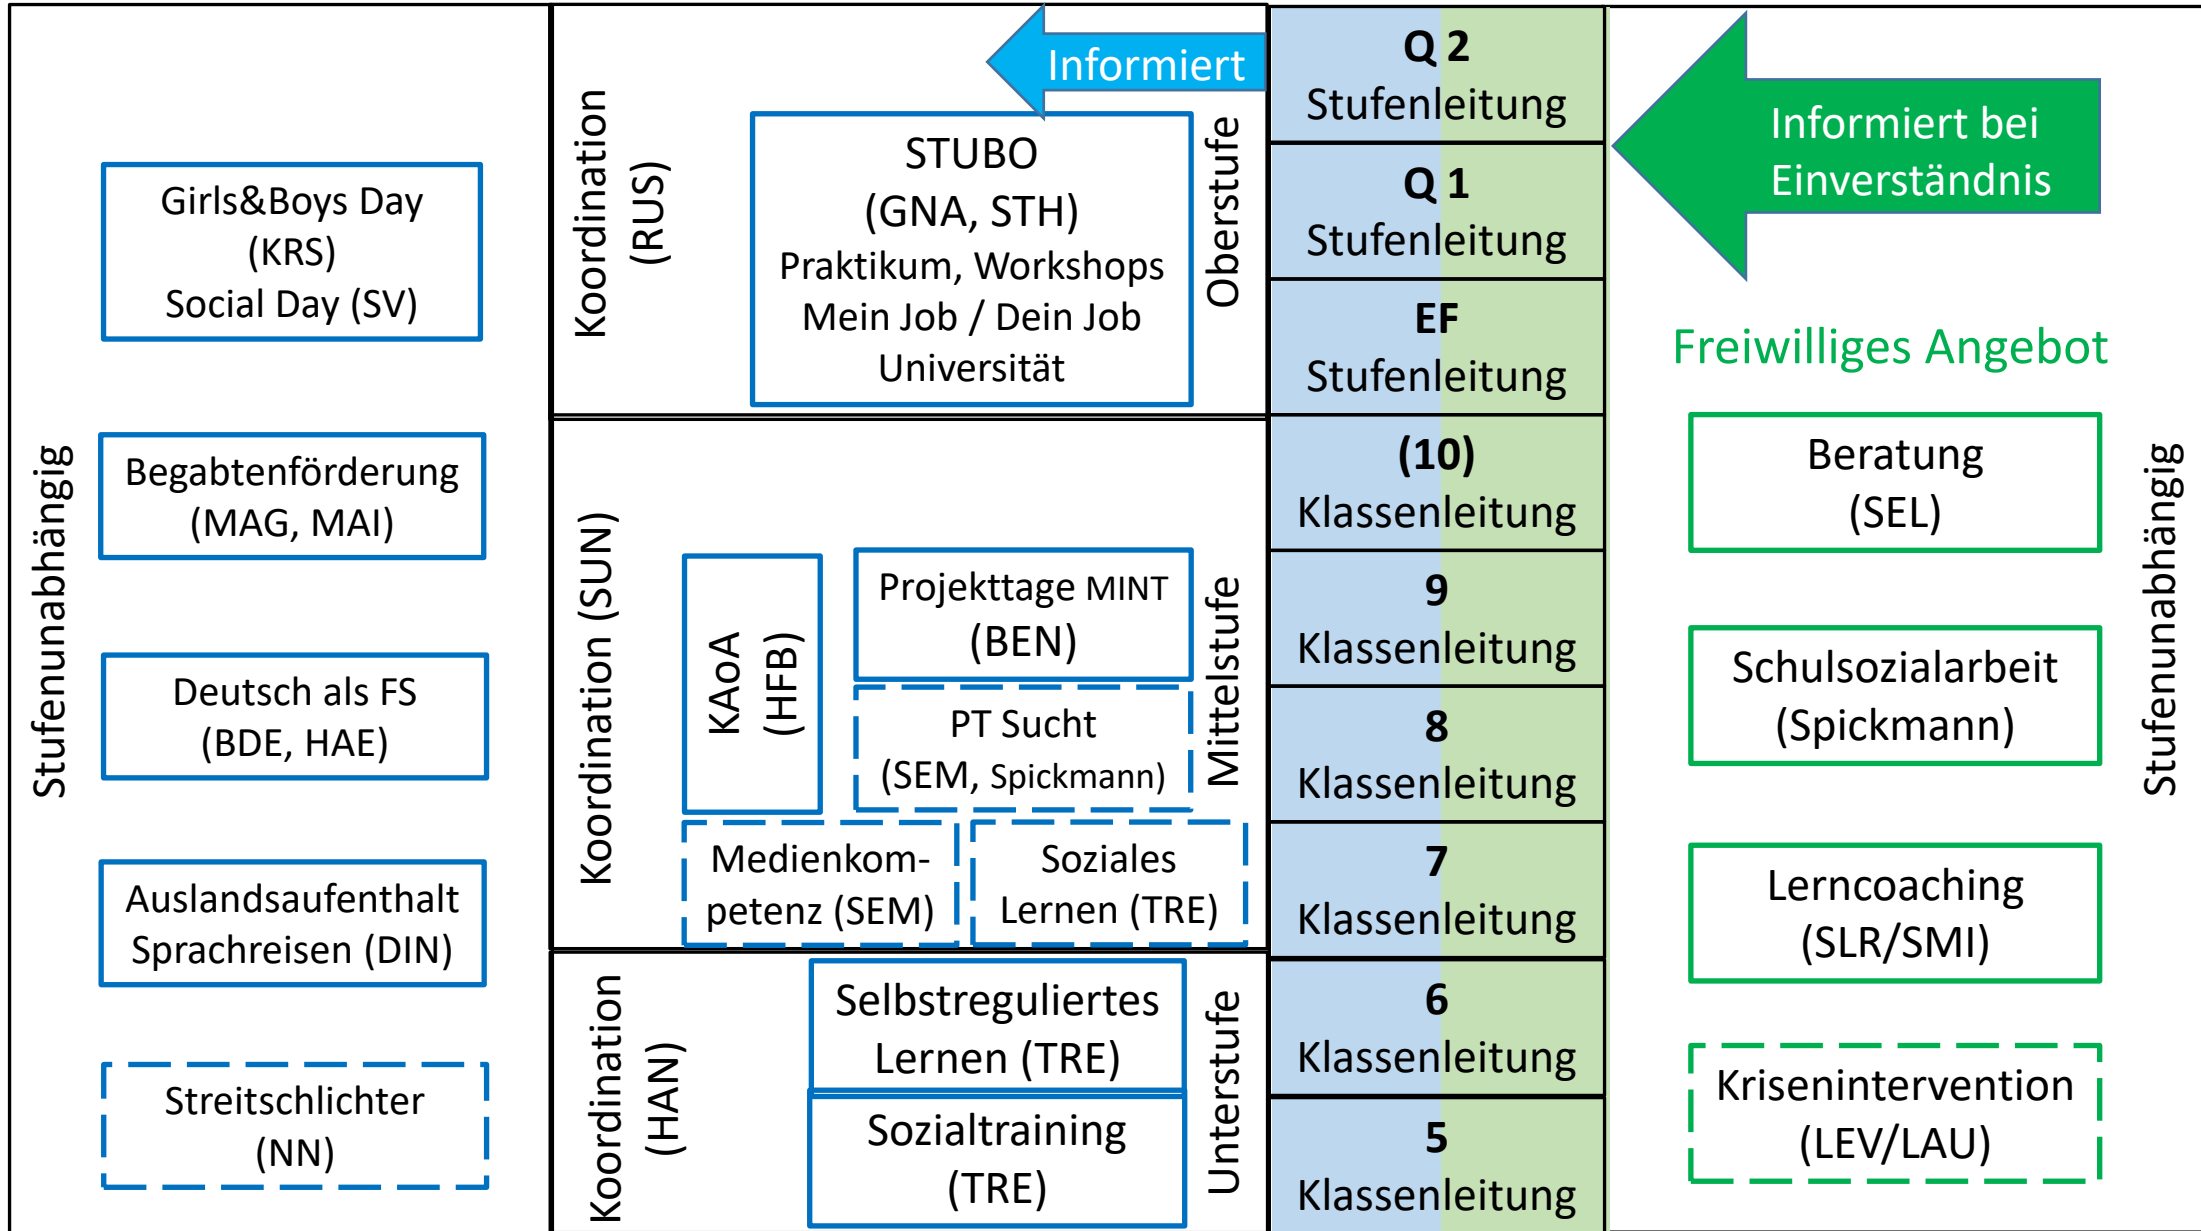 Stufenunabhängig
Girls&Boys Day
(KRS)
Social Day (SV)
Begabtenförderung
(MAG, MAI)
Deutsch als FS
(BDE, HAE)
Auslandsaufenthalt
Sprachreisen (DIN)
Streitschlichter
(NN)
Koordination
(RUS)
Informiert
STUBO
(GNA, STH)
Praktikum, Workshops
Mein Job / Dein Job
Universität
Oberstufe
Koordination (SUN)
KAoA
(HFB)
Projekttage MINT
(BEN)
PT Sucht
(SEM, Spickmann)
Medienkom-
petenz (SEM)
Soziales
Lernen (TRE)
Mittelstufe
Koordination
(HAN)
Selbstreguliertes
Lernen (TRE)
Sozialtraining
(TRE)
Unterstufe
Q 2
Stufenleitung
Q 1
Stufenleitung
EF
Stufenleitung
(10)
Klassenleitung
9
Klassenleitung
8
Klassenleitung
7
Klassenleitung
6
Klassenleitung
5
Klassenleitung
Informiert bei
Einverständnis
Freiwilliges Angebot
Beratung
(SEL)
Schulsozialarbeit
(Spickmann)
Lerncoaching
(SLR/SMI)
Krisenintervention
(LEV/LAU)
Stufenunabhängig